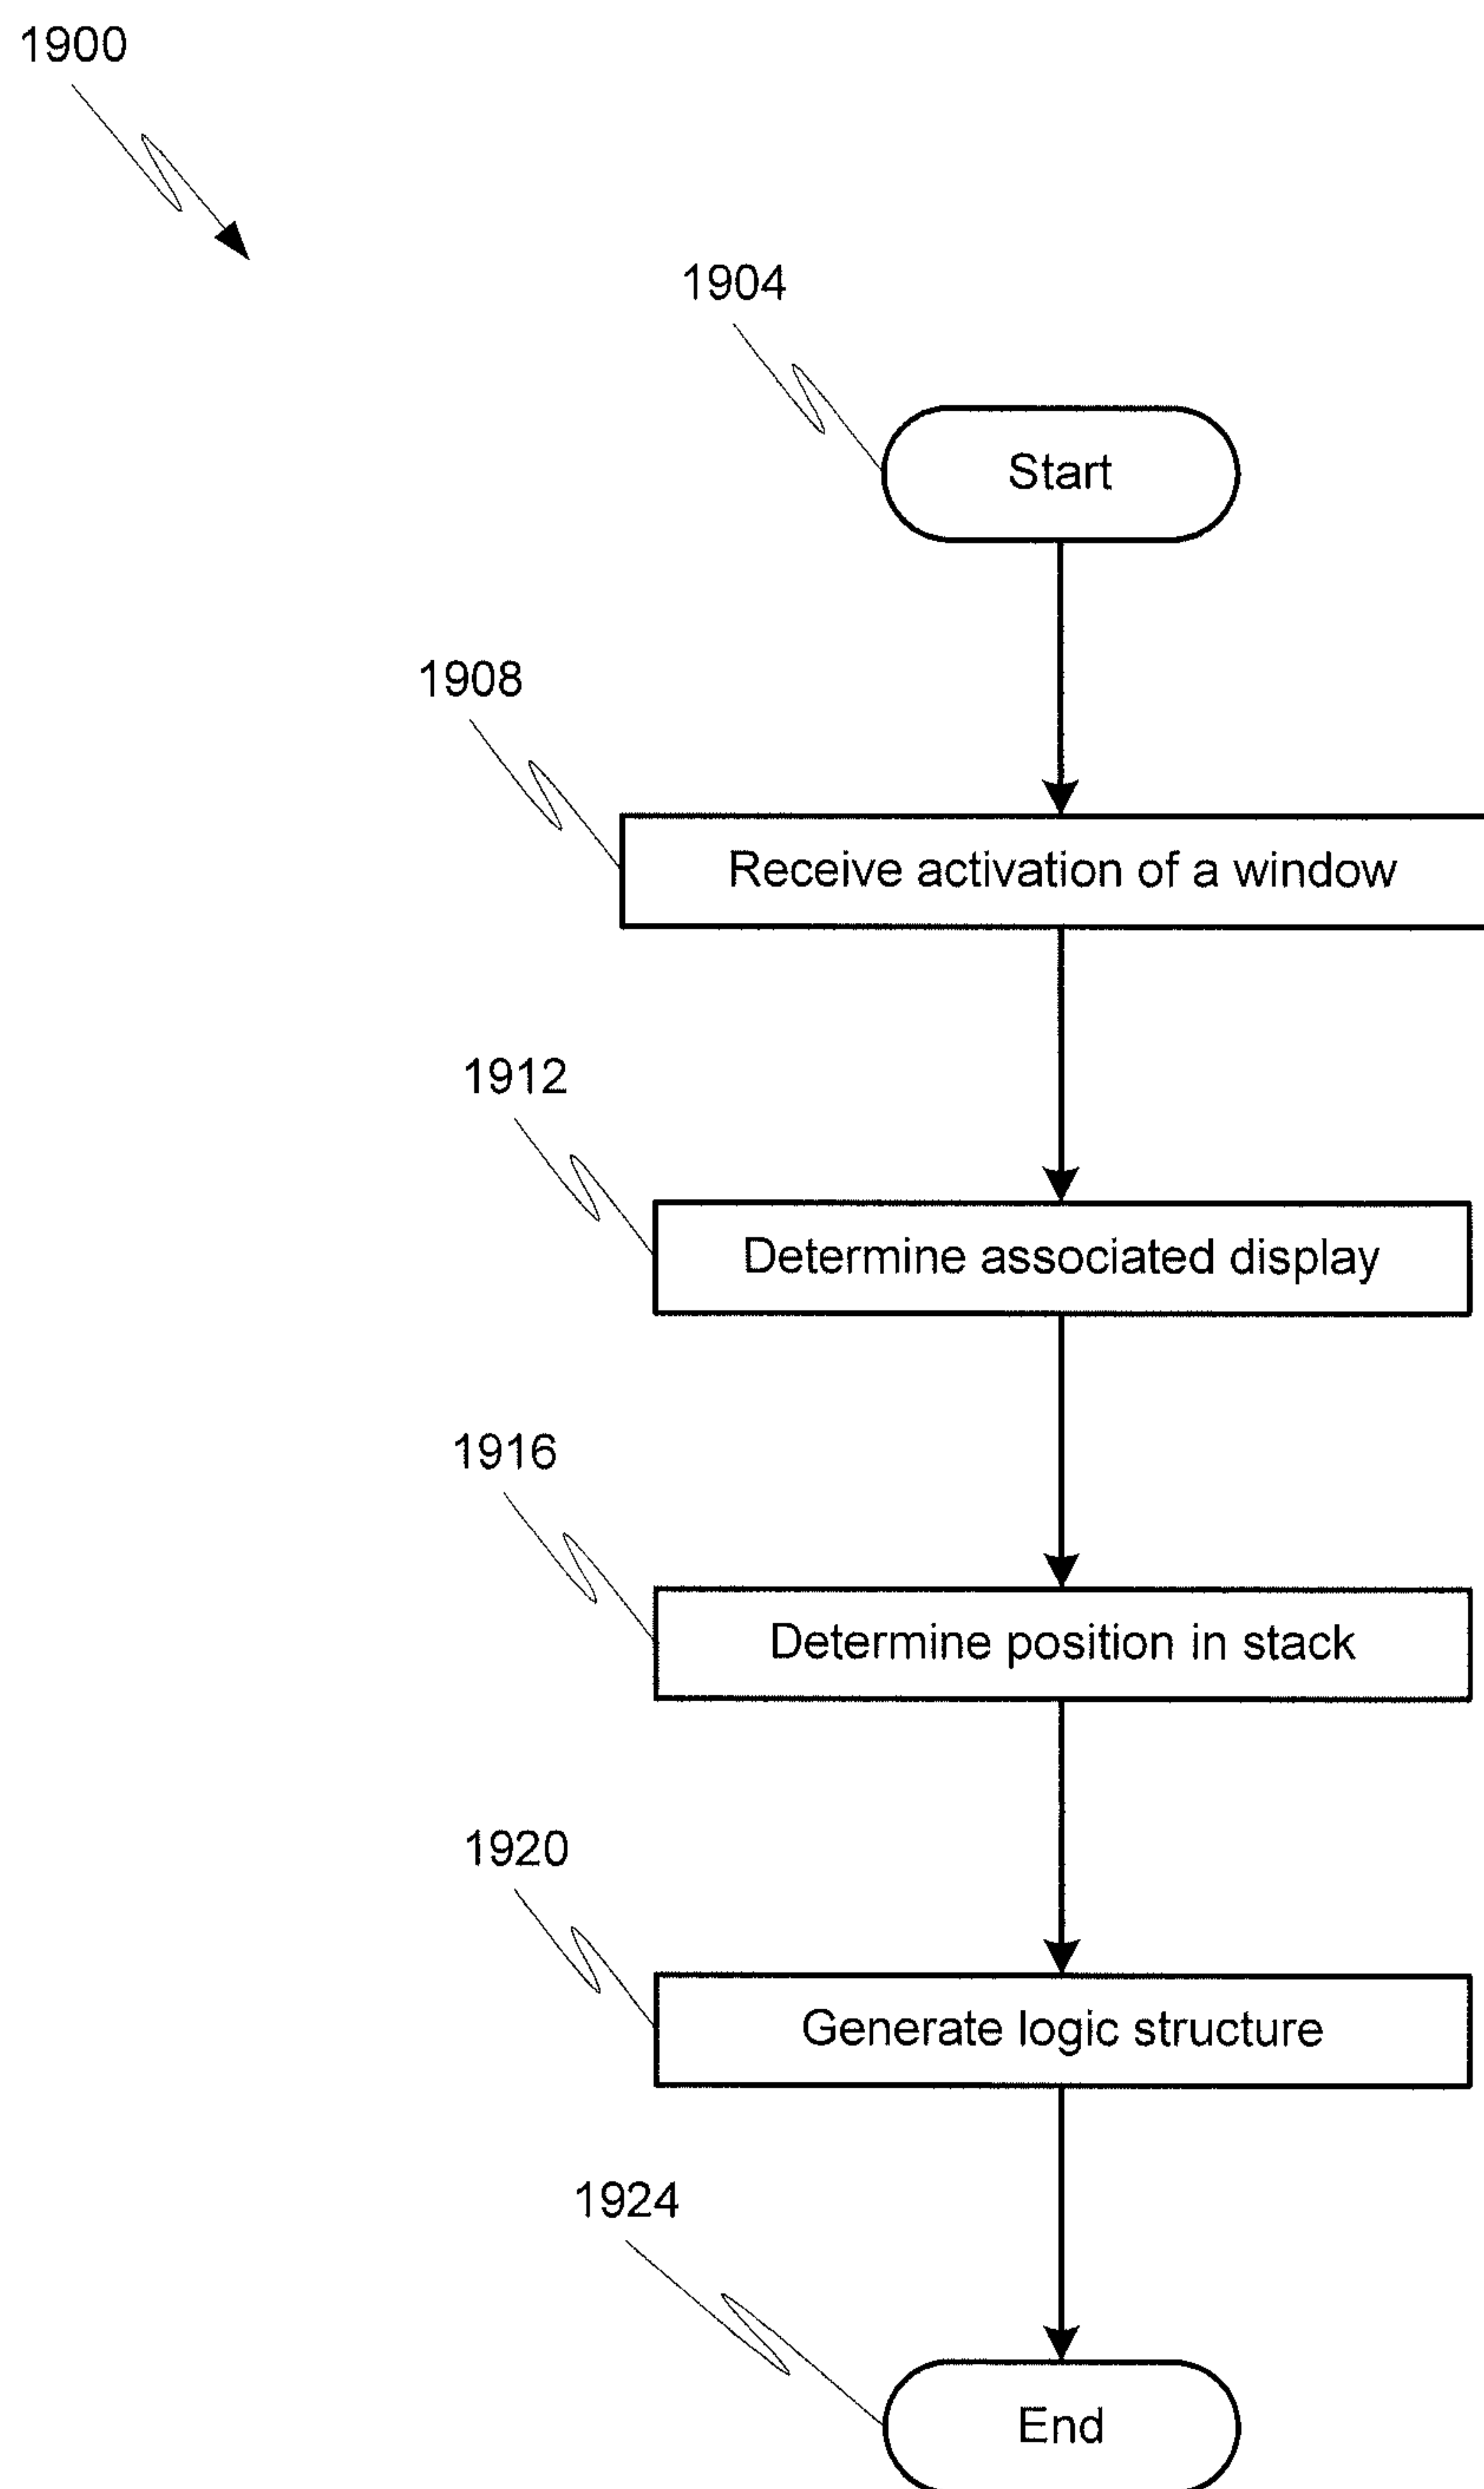 1900
1904
Start
1908
Receive activation of a window
1912
Determine associated display
1916
Determine position in stack
1920
Generate logic structure
1924
End